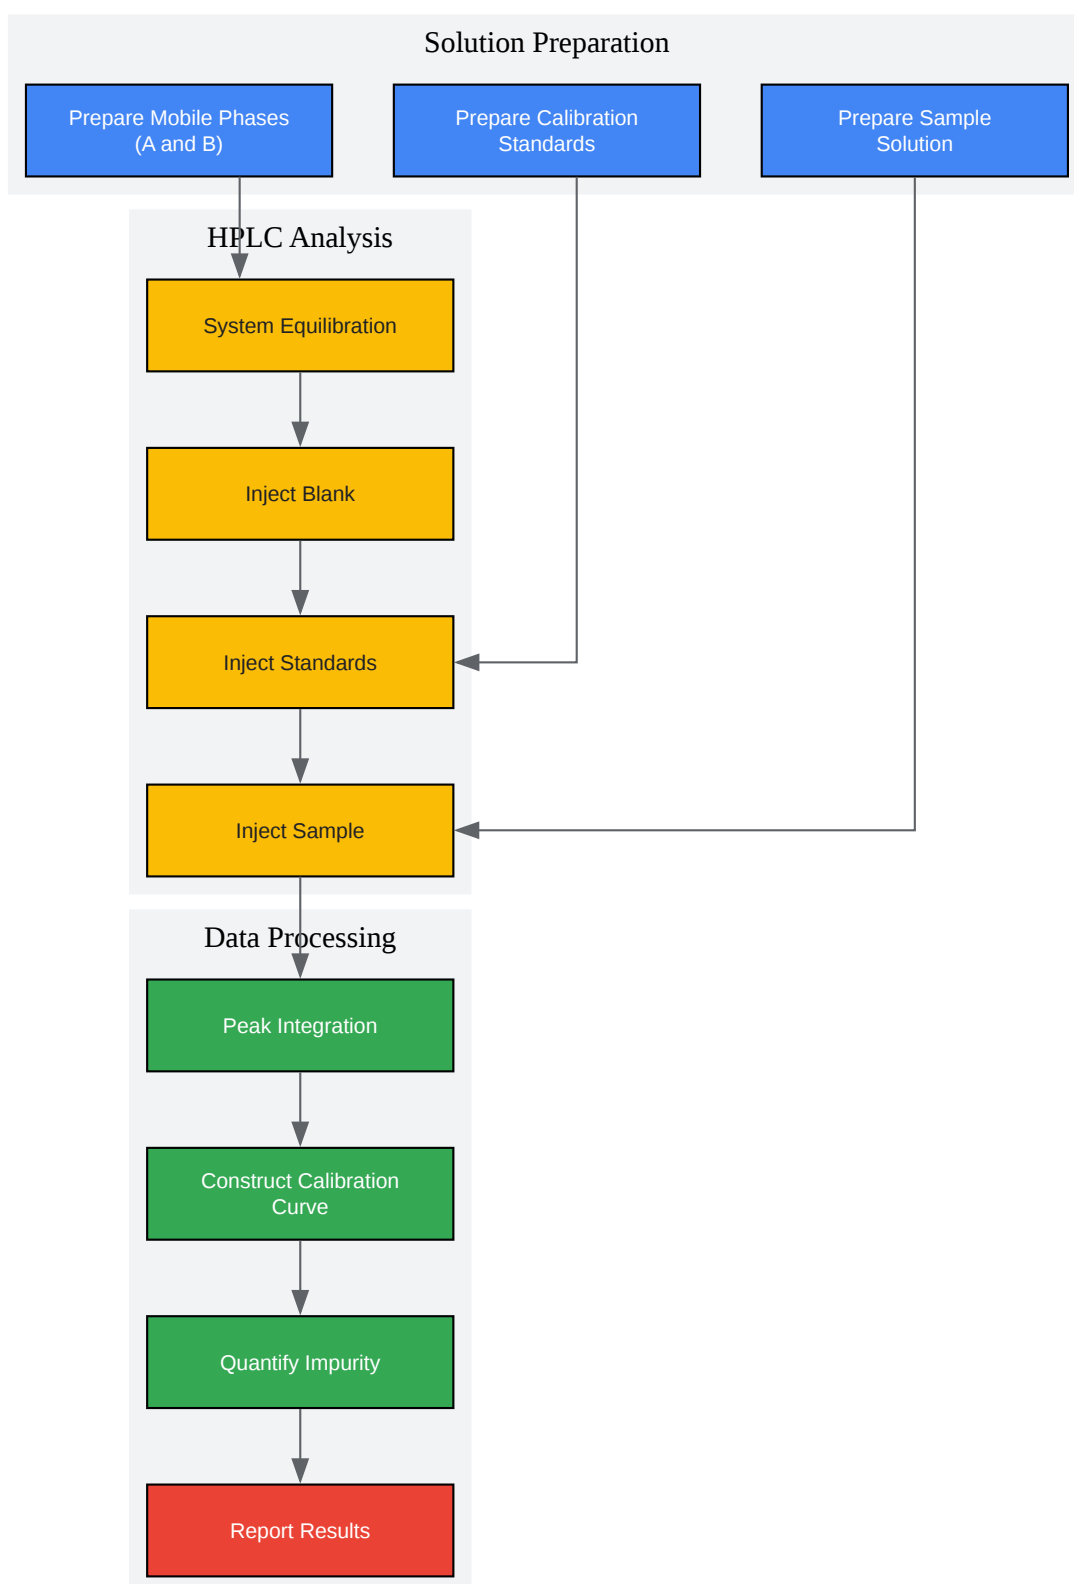 Solution Preparation
Prepare Mobile Phases
(A and B)
Prepare Calibration
Standards
Prepare Sample
Solution
HPLC Analysis
System Equilibration
Inject Blank
Inject Standards
Inject Sample
Data Processing
Peak Integration
Construct Calibration
Curve
Quantify Impurity
Report Results